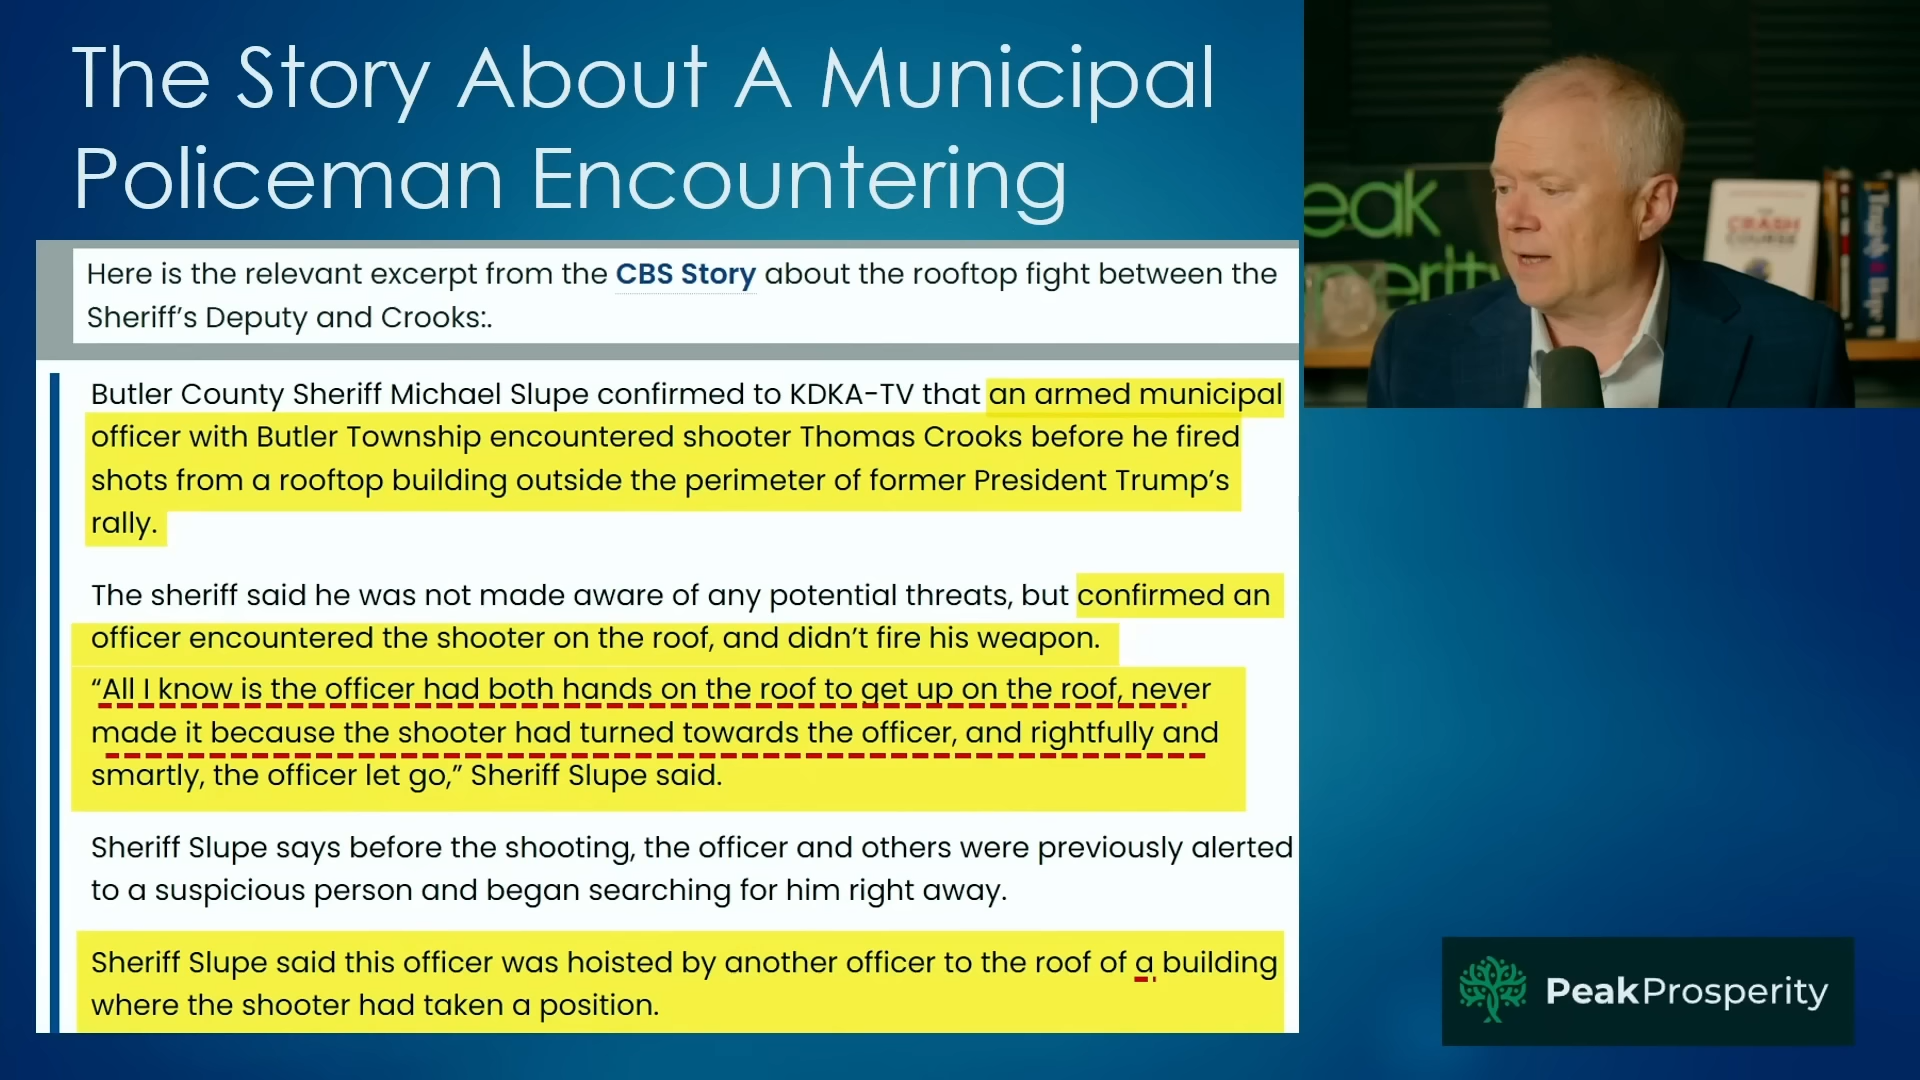 The Story About A Municipal
Policeman Encountering
Here is the relevant excerpt from the CBS Story about the rooftop fight between the
Sheriff’s Deputy and Crooks:.
Butler County Sheriff Michael Slupe confirmed to KDKA-TV that an armed municipal
officer with Butler Township encountered shooter Thomas Crooks before he fired
shots from a rooftop building outside the perimeter of former President Trump’s
rally.
The sheriff said he was not made aware of any potential threats, but confirmed an
officer encountered the shooter on the roof, and didn’t fire his weapon.
“All I know is the officer had both hands on the roof to get up on the roof, never
made it because the shooter had turned towards the officer, and rightfully and
smartly, the officer let go,” Sheriff Slupe said.
Sheriff Slupe says before the shooting, the officer and others were previously alerted
to a suspicious person and began searching for him right away.
Sheriff Slupe said this officer was hoisted by another officer to the roof of a building
where the shooter had taken a position.
eak
perity
CRASH
COURSE
PeakProsperity